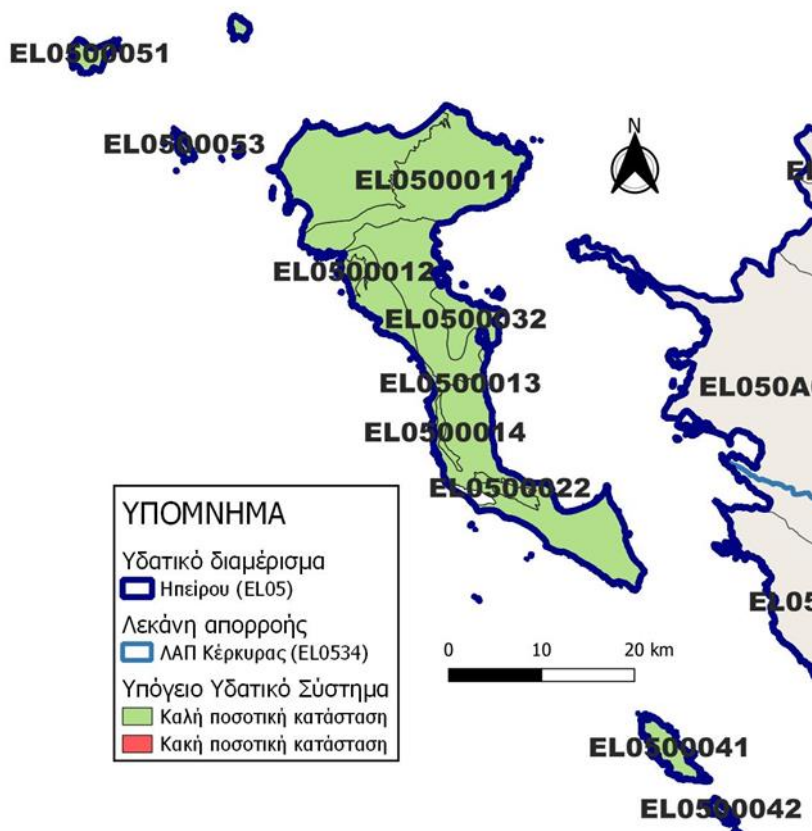 EL0500051
EL0500053
N
EL0500011
EL0500012
EL0500032
EL0500013
EL050A0
EL0500014
EL0500022
ΥΠΟΜΝΗΜΑ
Υδατικό διαμέρισμα
Ηπείρου (EL05)
Λεκάνη απορροής
ΛΑΠ Κέρκυρας (EL0534)
Υπόγειο Υδατικό Σύστημα
Καλή ποσοτική κατάσταση
Κακή ποσοτική κατάσταση
0 10 20 km
EL05
EL0500041
EL0500042